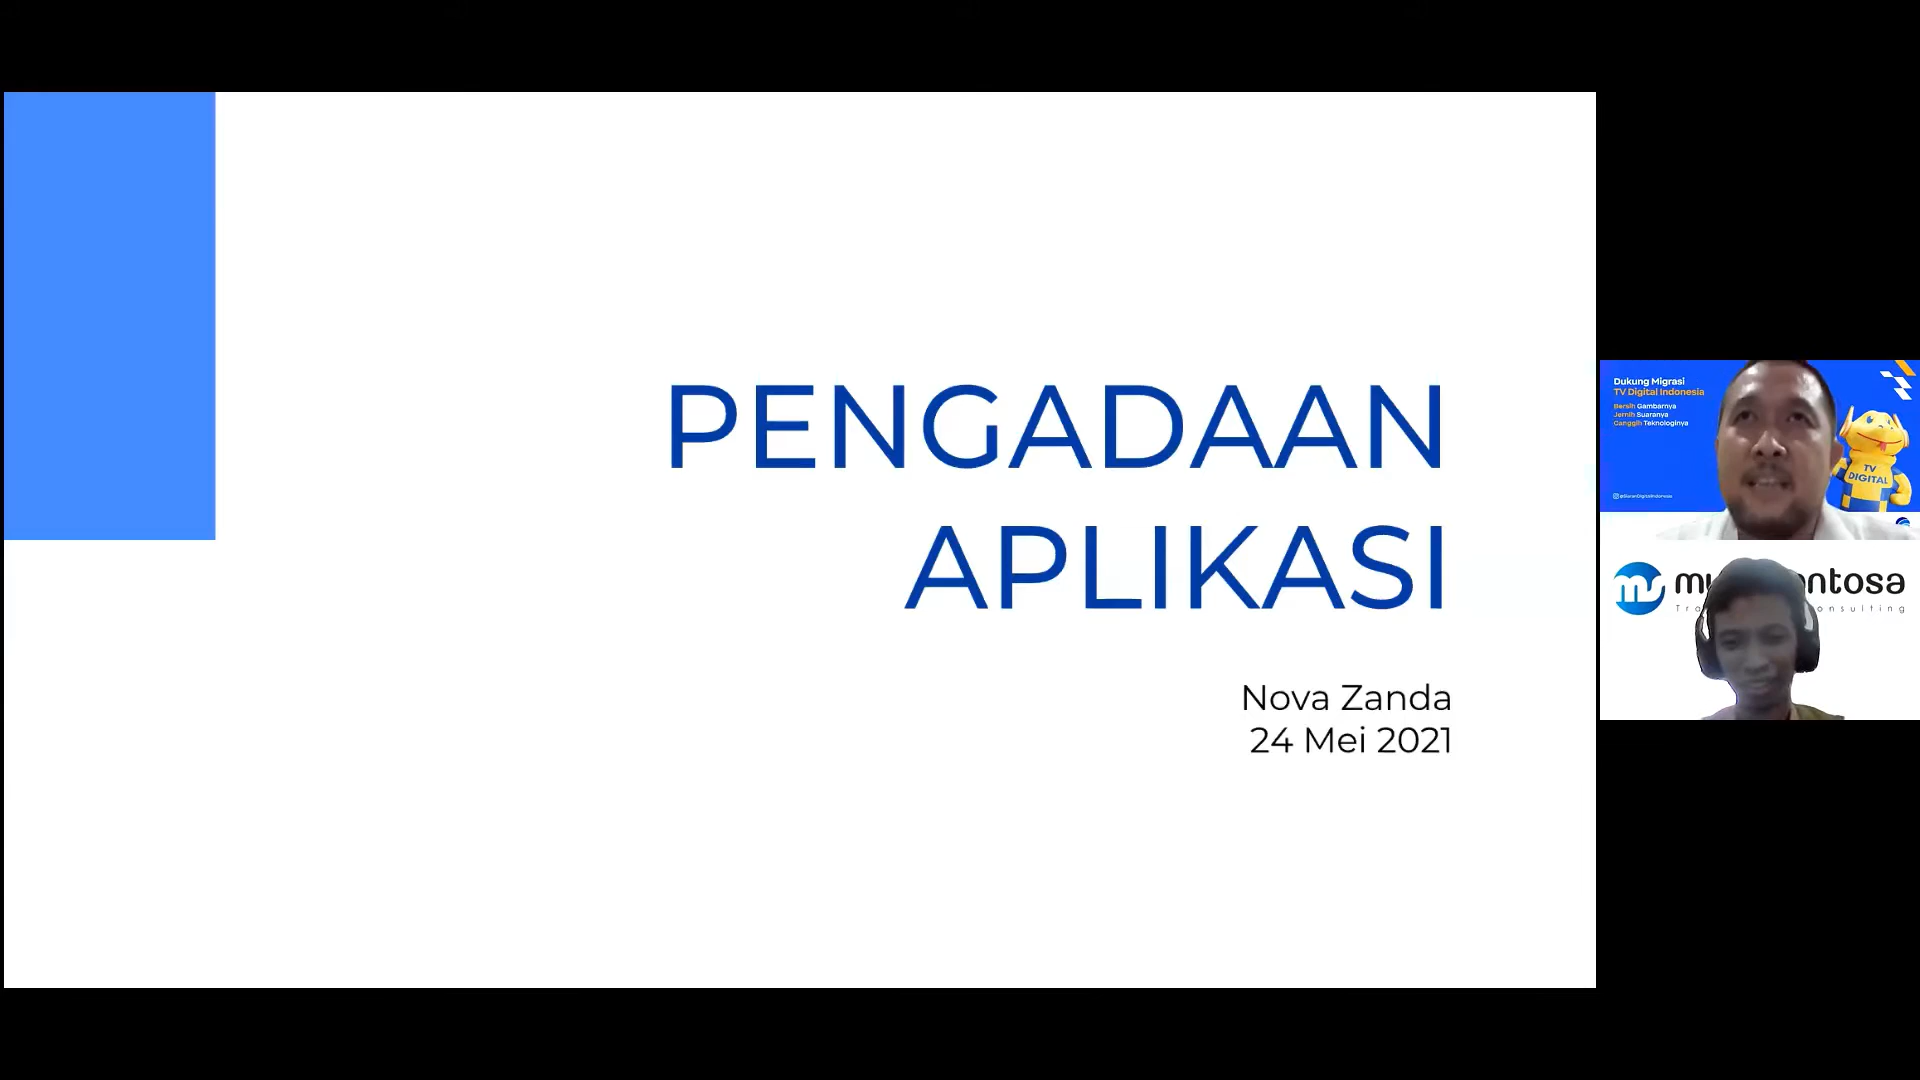 PENGADAAN
APLIKASI
Nova Zanda
24 Mei 2021
Dukung Migrasi
TV Digital Indonesia
Bersih Gambarnya
Jernih Suaranya
Canggih Teknologinya
TV
DIGITAL